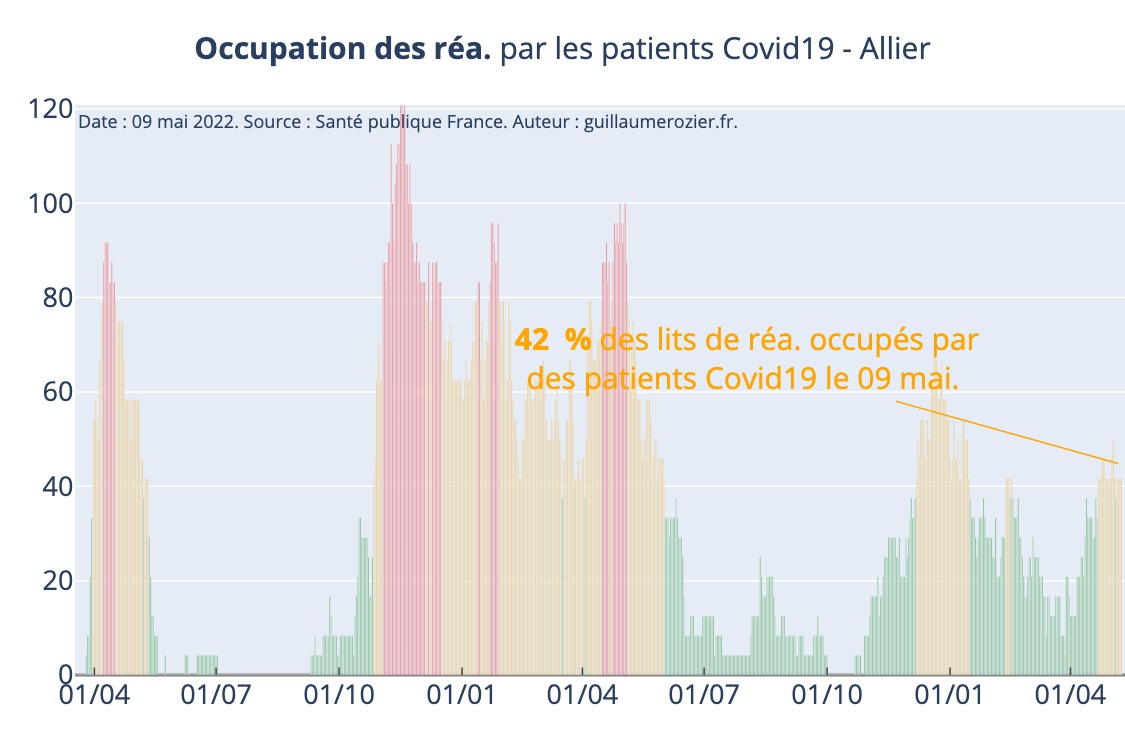 Occupation des réa. par les patients Covid19 - Allier
120
Date : 09 mai 2022. Source : Santé publique France. Auteur : guillaumerozier.fr.
100
80
42 % des lits de réa. occupés par
des patients Covid19 le 09 mai.
60
40
20
0
01/04 01/07 01/10 01/01 01/04 01/07 01/10 01/01 01/04